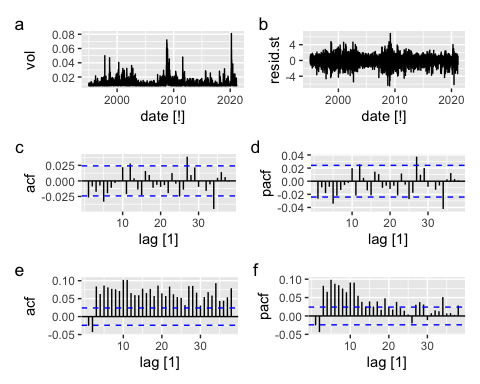 a
b
0.08
0.06
0.04
0.02
vol
2000
2010
2020
date [!]
4
0
-4
resid.st
2000
2010
2020
date [!]
c
d
0.025
0.000
-0.025
acf
10
20
30
lag [1]
0.04
0.02
0.00
-0.02
-0.04
pacf
10
20
30
lag [1]
e
f
0.10
0.05
0.00
-0.05
acf
10
20
30
lag [1]
0.10
0.05
0.00
-0.05
pacf
10
20
30
lag [1]